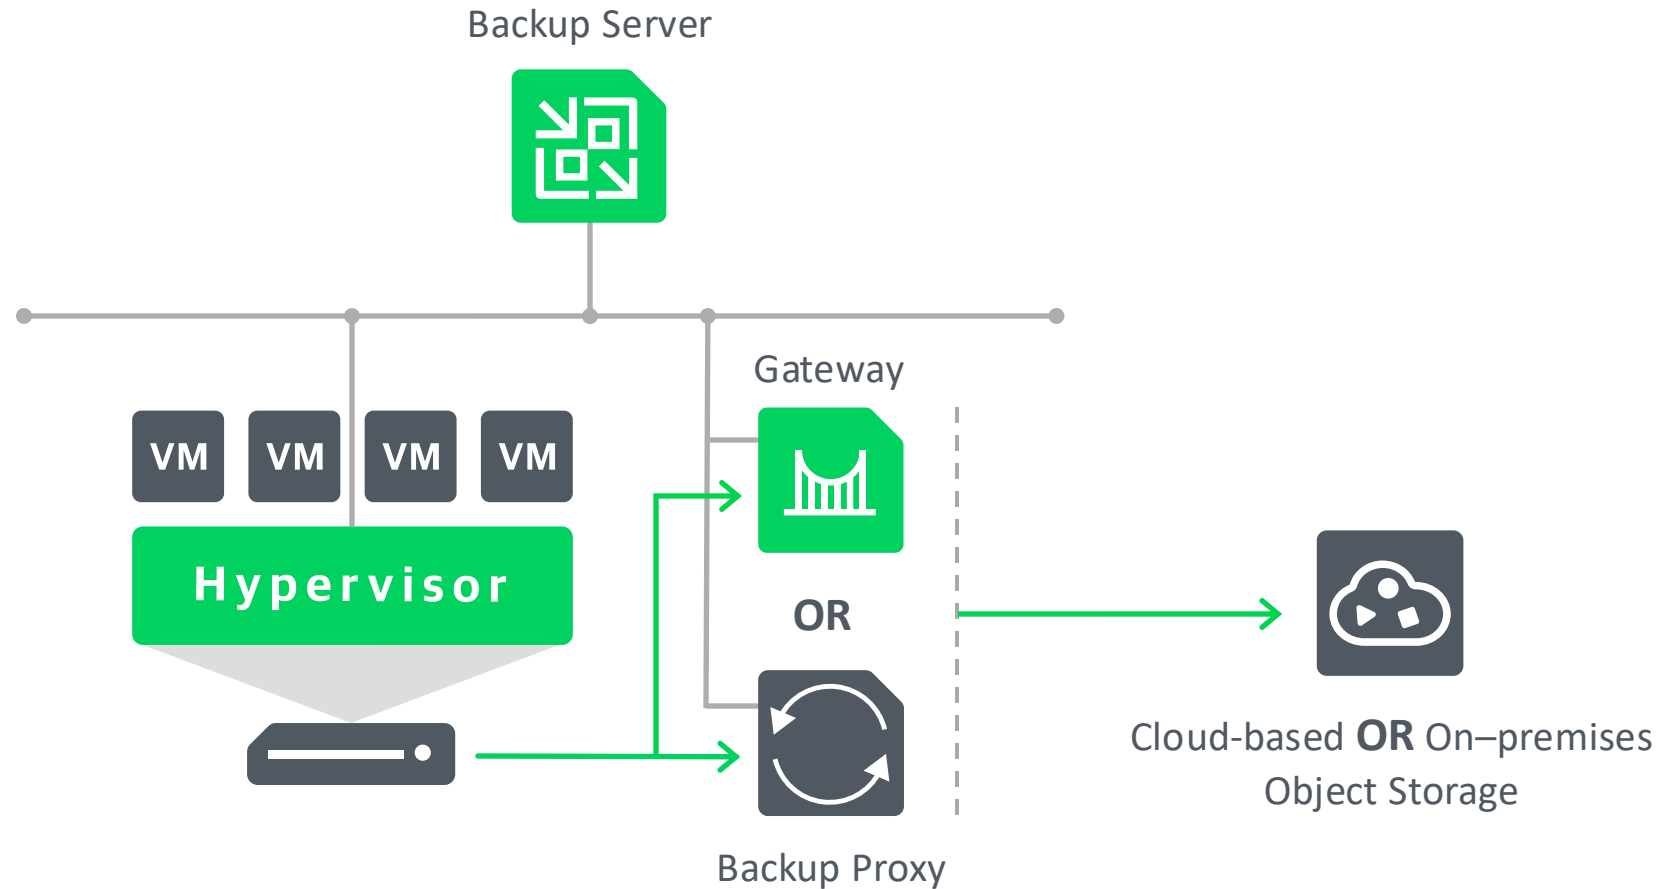 Backup Server
Gateway
VM VM VM VM
Hypervisor
OR
Cloud-based OR On–premises
Object Storage
Backup Proxy